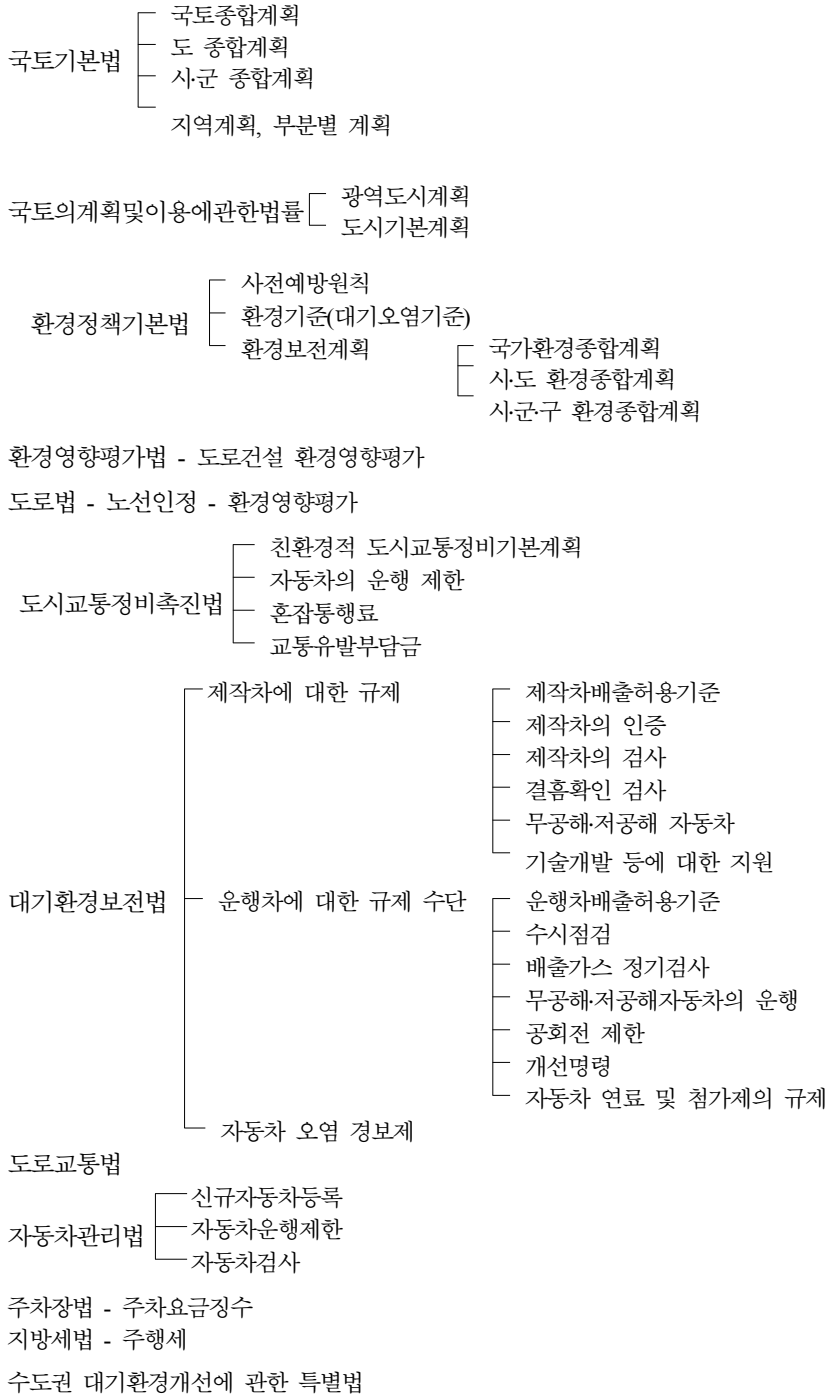 국토종합계획
도 종합계획
국토기본법
시·군 종합계획
지역계획, 부분별 계획
국토의계획및이용에관한법률
광역도시계획
도시기본계획
사전예방원칙
환경정책기본법
환경기준(대기오염기준)
환경보전계획
국가환경종합계획
시·도 환경종합계획
시·군·구 환경종합계획
환경영향평가법 - 도로건설 환경영향평가
도로법 - 노선인정 - 환경영향평가
친환경적 도시교통정비기본계획
자동차의 운행 제한
도시교통정비촉진법
혼잡통행료
교통유발부담금
제작차에 대한 규제
제작차배출허용기준
제작차의 인증
제작차의 검사
결흠확인 검사
무공해·저공해 자동차
기술개발 등에 대한 지원
대기환경보전법
운행차에 대한 규제 수단
운행차배출허용기준
수시점검
배출가스 정기검사
무공해·저공해자동차의 운행
공회전 제한
개선명령
자동차 연료 및 첨가제의 규제
자동차 오염 경보제
도로교통법
신규자동차등록
자동차관리법
자동차운행제한
자동차검사
주차장법 - 주차요금징수
지방세법 - 주행세
수도권 대기환경개선에 관한 특별법